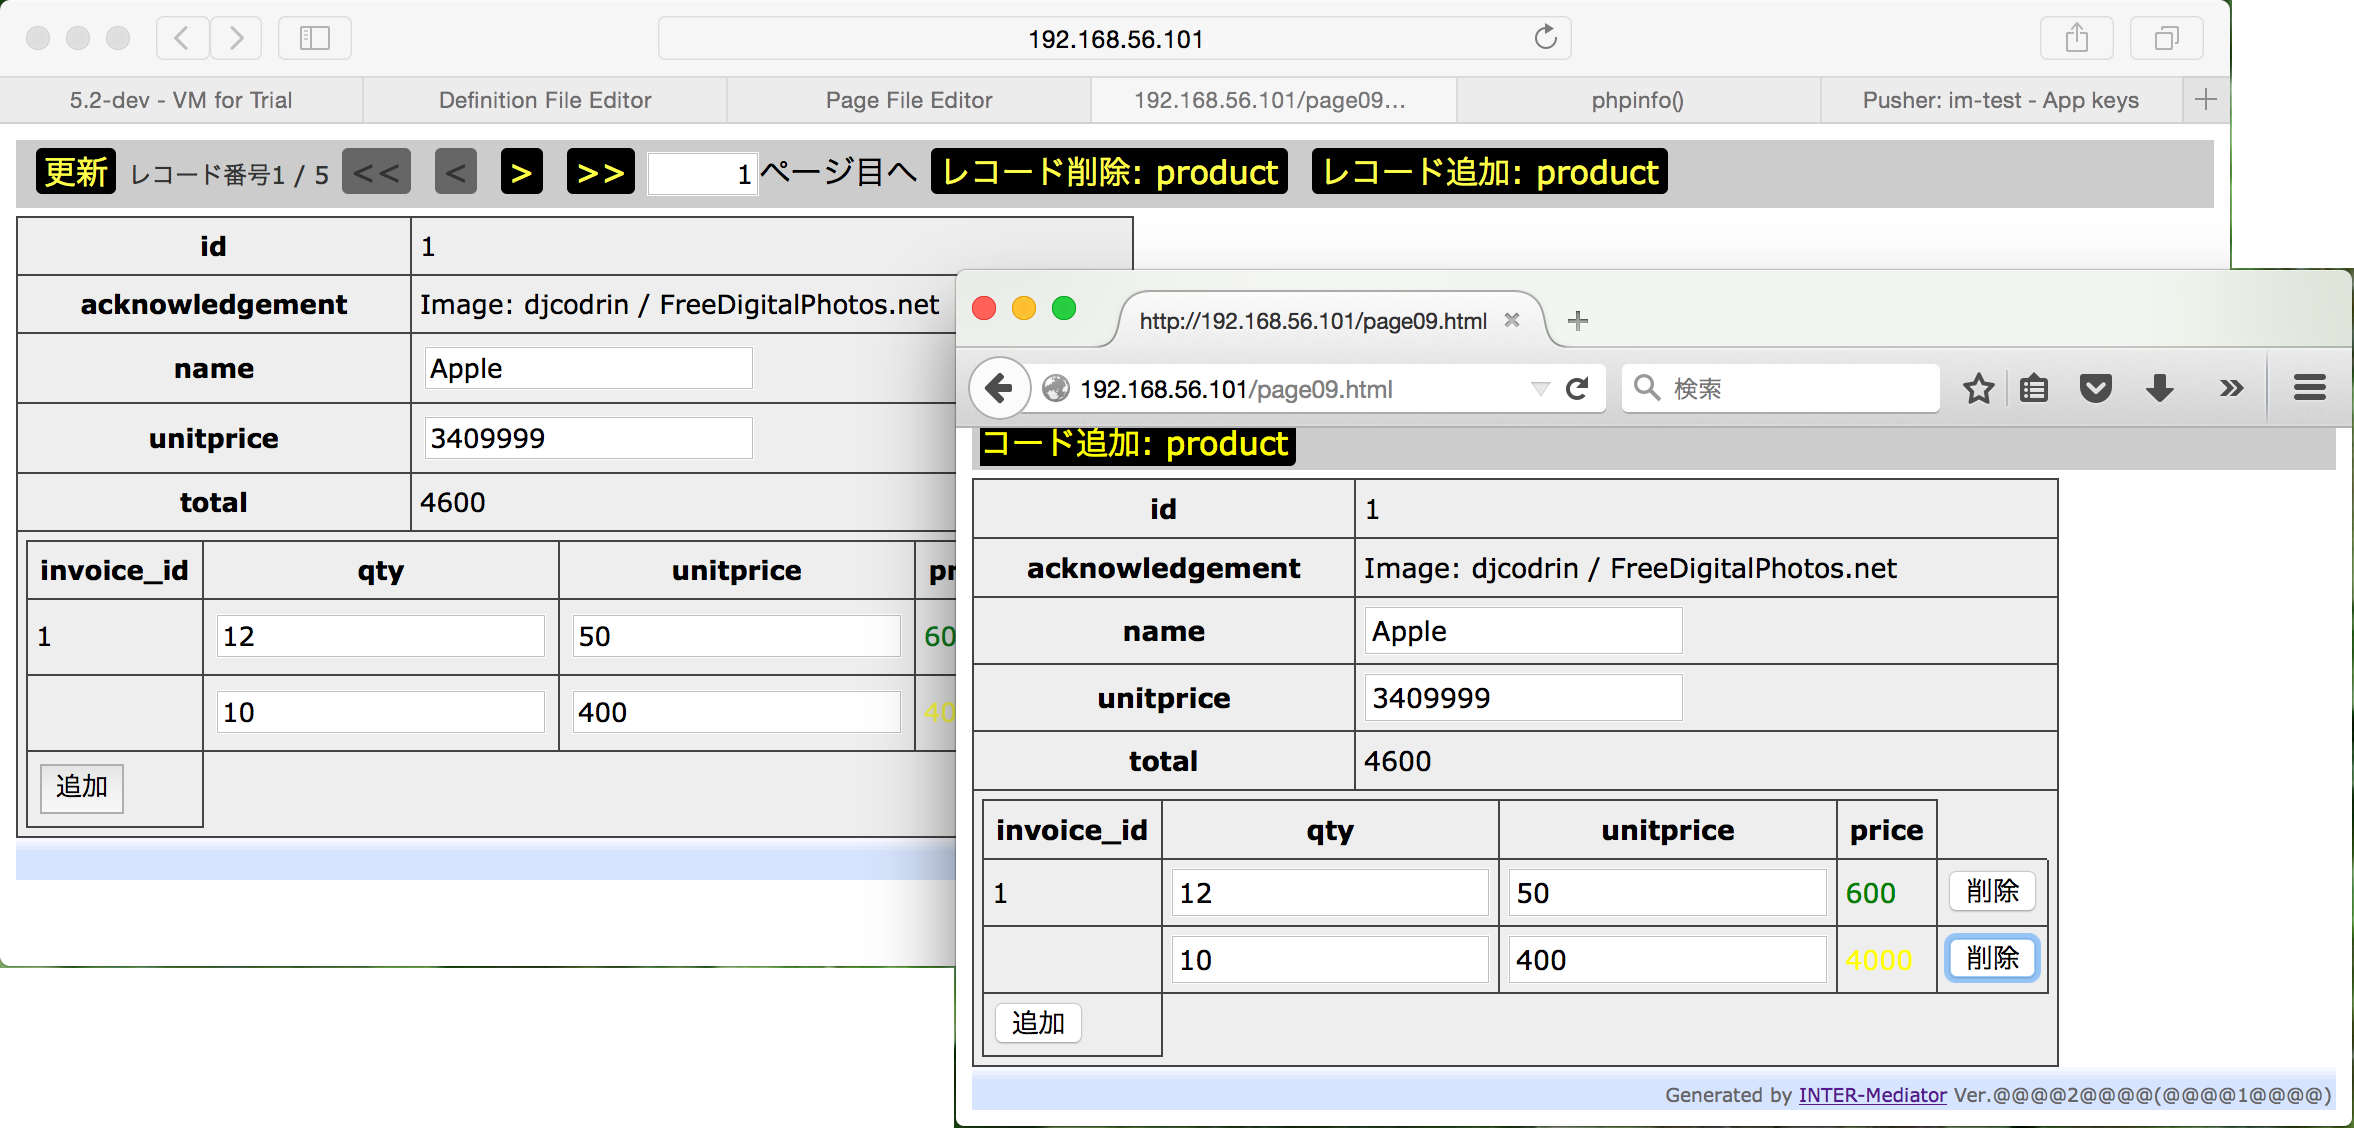 192.168.56.101
5.2-dev - VM for Trial Definition File Editor Page File Editor 192.168.56.101/page09... phpinfo() Pusher: im-test - App keys
更新 レコード番号1 / 5 << < > >> 1 ページ目へ レコード削除: product レコード追加: product
id 1
acknowledgement Image: djcodrin / FreeDigitalPhotos.net
name Apple
unitprice 3409999
total 4600
invoice_id qty unitprice pr
1 12 50 60
10 400 40
追加
http://192.168.56.101/page09.html
192.168.56.101/page09.html 検索
コード追加: product
id 1
acknowledgement Image: djcodrin / FreeDigitalPhotos.net
name Apple
unitprice 3409999
total 4600
invoice_id qty unitprice price
1 12 50 600 削除
10 400 4000 削除
追加
Generated by INTER-Mediator Ver.@@@@2@@@@(@@@@1@@@@)